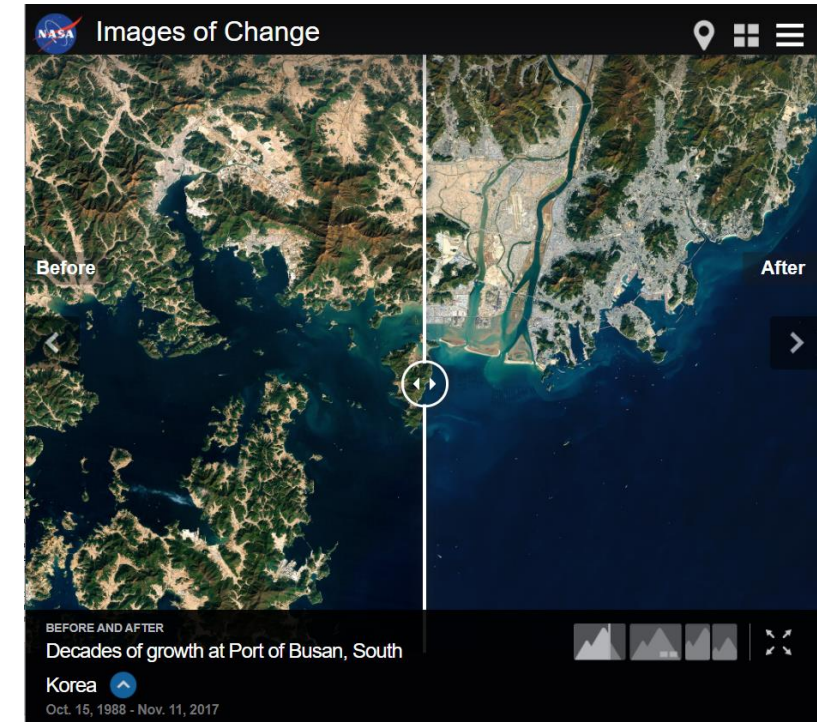 NASA
Images of Change
Before
After
BEFORE AND AFTER
Decades of growth at Port of Busan, South
Korea
Oct. 15, 1988 - Nov. 11, 2017